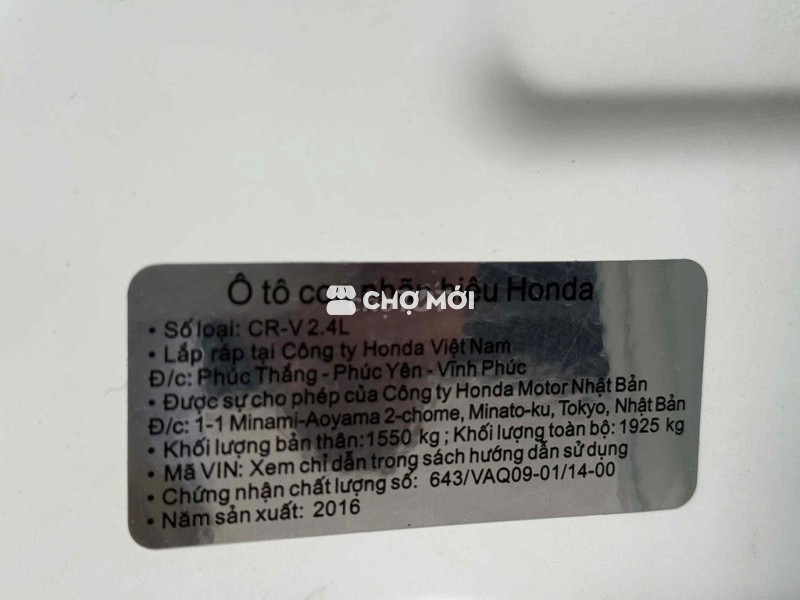 Ô tô con nhãn hiệu Honda
CHỢ MỚI
• Số loại: CR-V 2.4L
• Lắp ráp tại Công ty Honda Việt Nam
Đ/c: Phúc Thắng - Phúc Yên - Vĩnh Phúc
• Được sự cho phép của Công ty Honda Motor Nhật Bản
Đ/c: 1-1 Minami-Aoyama 2-chome, Minato-ku, Tokyo, Nhật Bản
• Khối lượng bản thân:1550 kg ; Khối lượng toàn bộ: 1925 kg
• Mã VIN: Xem chỉ dẫn trong sách hướng dẫn sử dụng
• Chứng nhận chất lượng số: 643/VAQ09-01/14-00
• Năm sản xuất: 2016